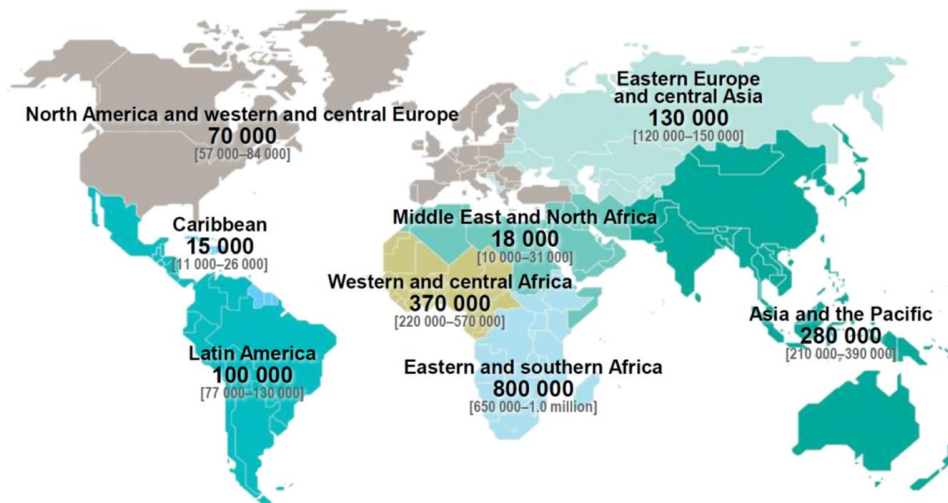 Eastern Europe
and central Asia
130 000
[120 000–150 000]
North America and western and central Europe
70 000
[57 000–84 000]
Caribbean
15 000
[11 000–26 000]
Middle East and North Africa
18 000
[10 000–31 000]
Western and central Africa
370 000
[220 000–570 000]
Asia and the Pacific
280 000
[210 000–390 000]
Latin America
100 000
[77 000–130 000]
Eastern and southern Africa
800 000
[650 000–1.0 million]